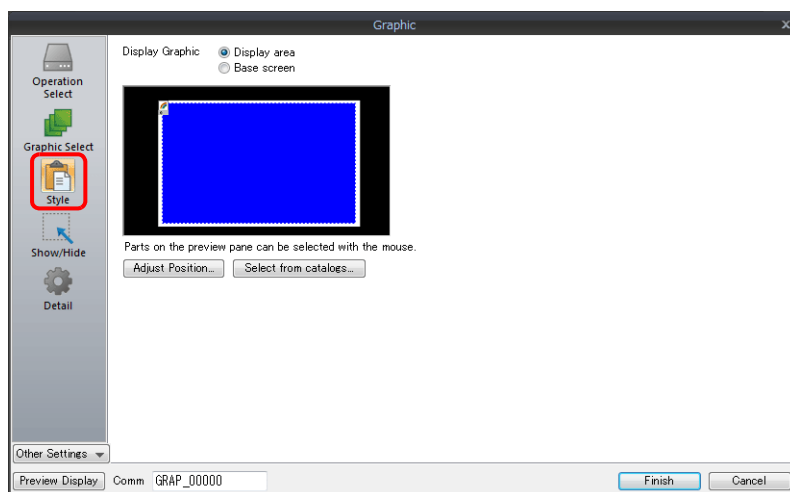 Graphic
Operation
Select
Graphic Select
Style
Show/Hide
Detail
Other Settings
Display Graphic
Display area
Base screen
Parts on the preview pane can be selected with the mouse.
Adjust Position...
Select from catalogs...
Preview Display
Comm
GRAP_00000
Finish
Cancel